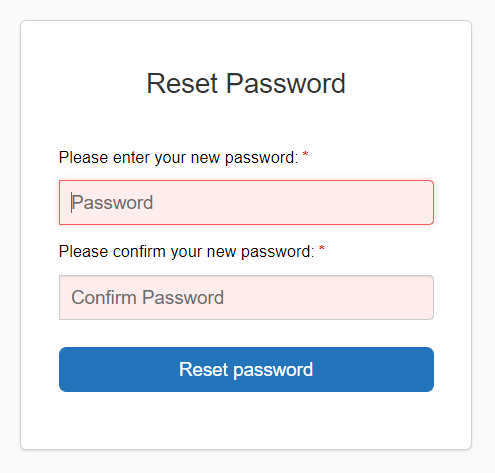 Reset Password
Please enter your new password: *
Password
Please confirm your new password: *
Confirm Password
Reset password